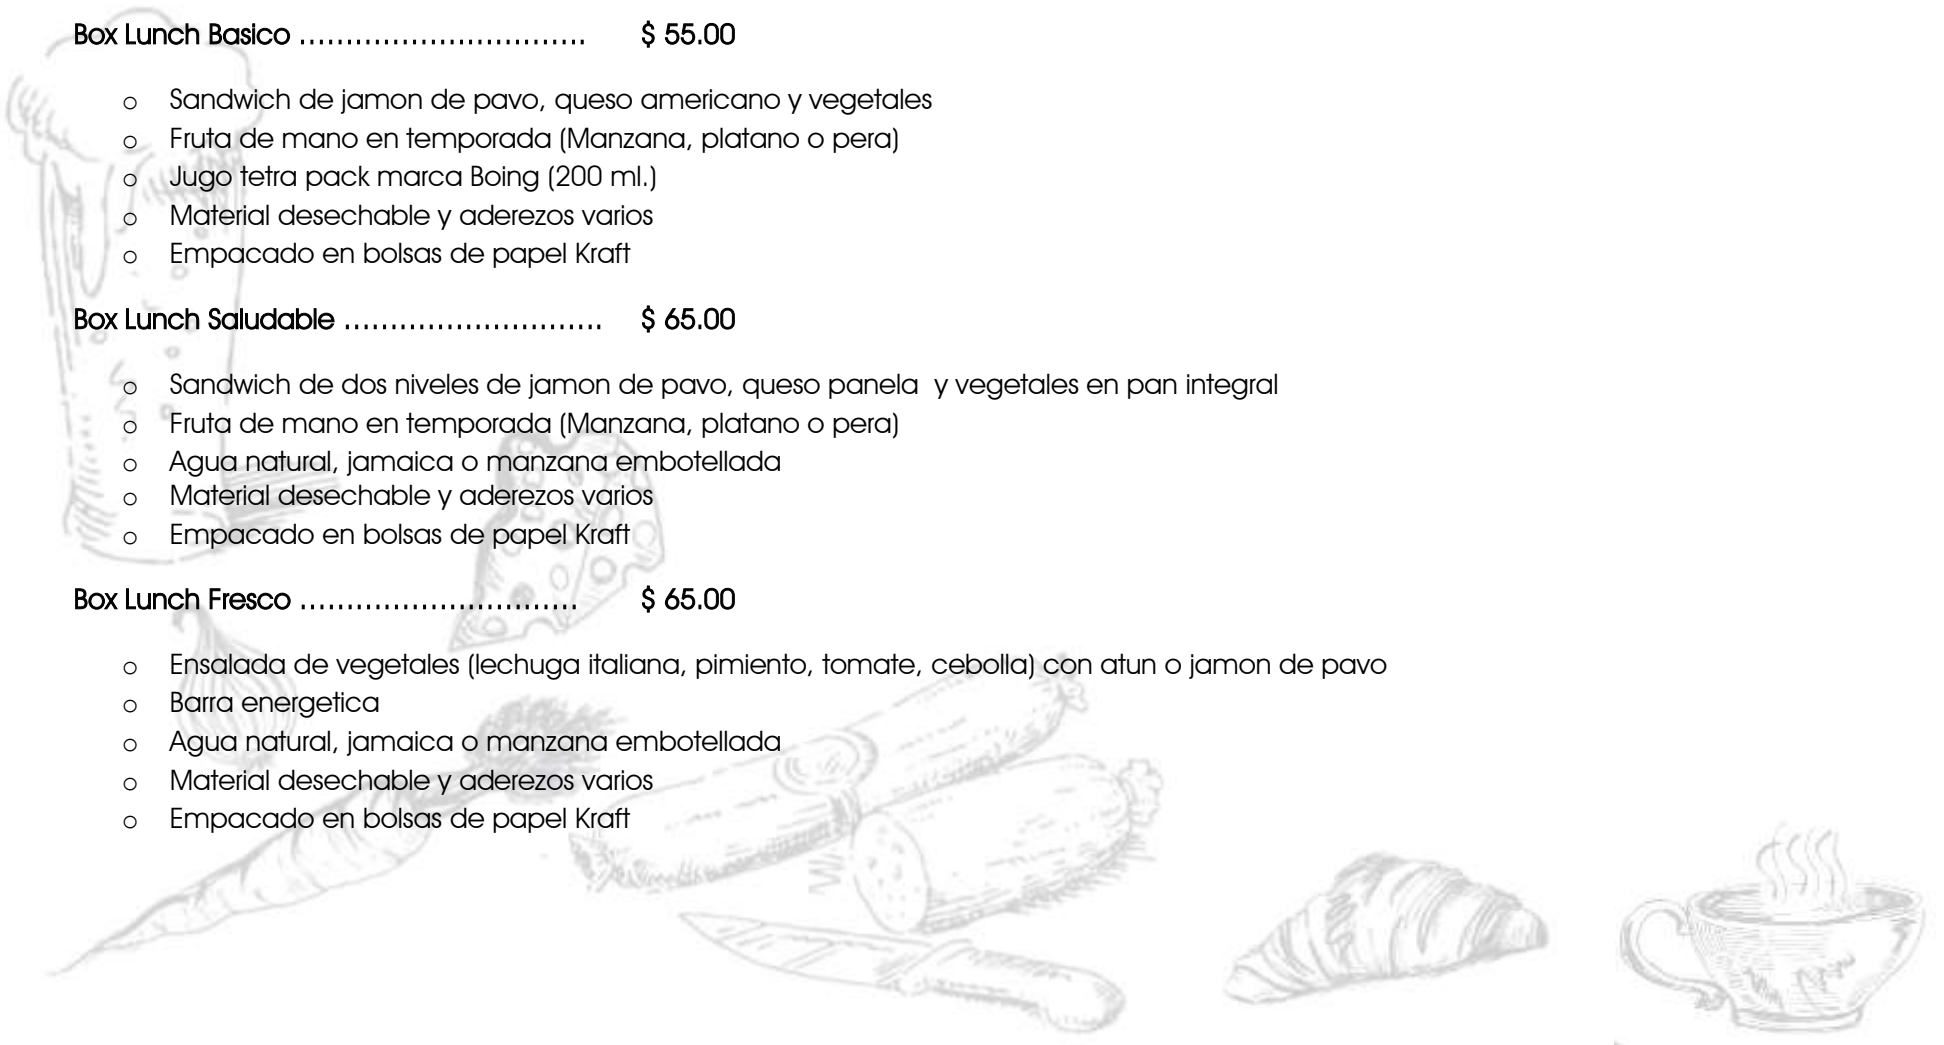 Box Lunch Basico ............................... $ 55.00
o Sandwich de jamon de pavo, queso americano y vegetales
o Fruta de mano en temporada (Manzana, platano o pera)
o Jugo tetra pack marca Boing (200 ml.)
o Material desechable y aderezos varios
o Empacado en bolsas de papel Kraft
Box Lunch Saludable ............................ $ 65.00
o Sandwich de dos niveles de jamon de pavo, queso panela  y vegetales en pan integral
o Fruta de mano en temporada (Manzana, platano o pera)
o Agua natural, jamaica o manzana embotellada
o Material desechable y aderezos varios
o Empacado en bolsas de papel Kraft
Box Lunch Fresco .............................. $ 65.00
o Ensalada de vegetales (lechuga italiana, pimiento, tomate, cebolla) con atun o jamon de pavo
o Barra energetica
o Agua natural, jamaica o manzana embotellada
o Material desechable y aderezos varios
o Empacado en bolsas de papel Kraft